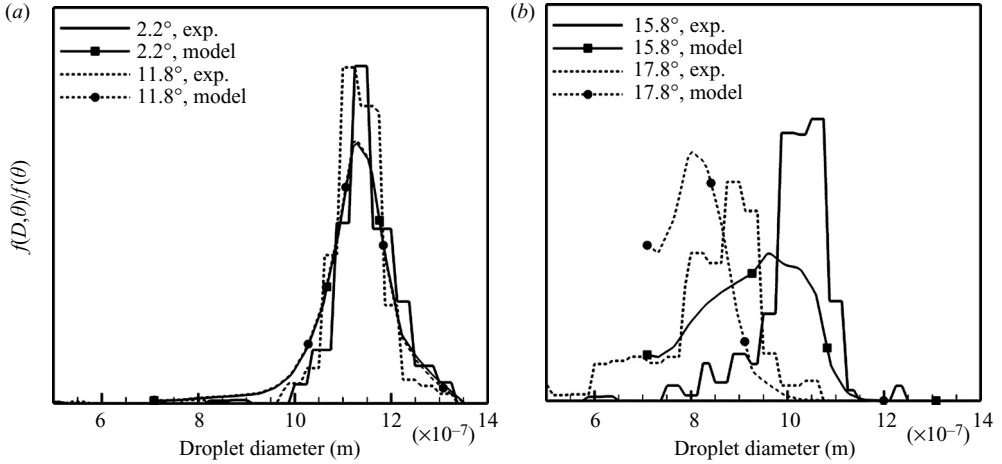 (a)
2.2°, exp.
2.2°, model
11.8°, exp.
11.8°, model
f(D,θ)/f(θ)
6 8 10 12 14
(×10⁻⁷)
Droplet diameter (m)
(b)
15.8°, exp.
15.8°, model
17.8°, exp.
17.8°, model
6 8 10 12 14
(×10⁻⁷)
Droplet diameter (m)